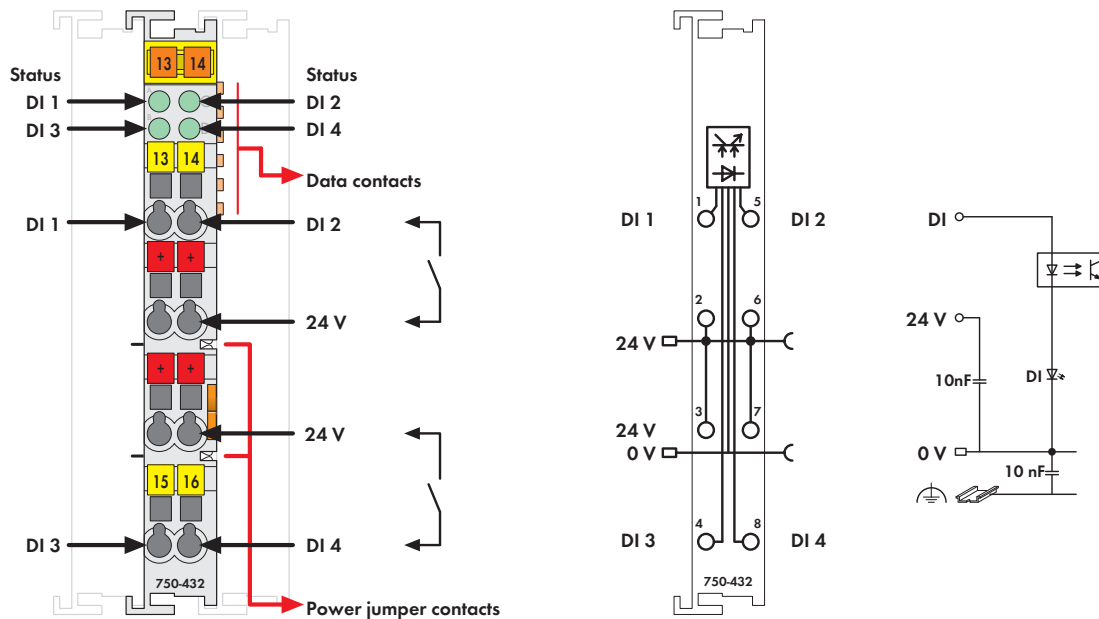 13 14
Status Status
DI 1 DI 2
DI 3 DI 4
13 14
Data contacts
DI 1 DI 2
+ +
24 V
+ +
24 V
15 16
DI 3 DI 4
750-432
Power jumper contacts
1 5
DI 1 DI 2
2 6
24 V
3 7
24 V
0 V
4 8
DI 3 DI 4
750-432
DI
24 V
10nF
DI
0 V
10 nF